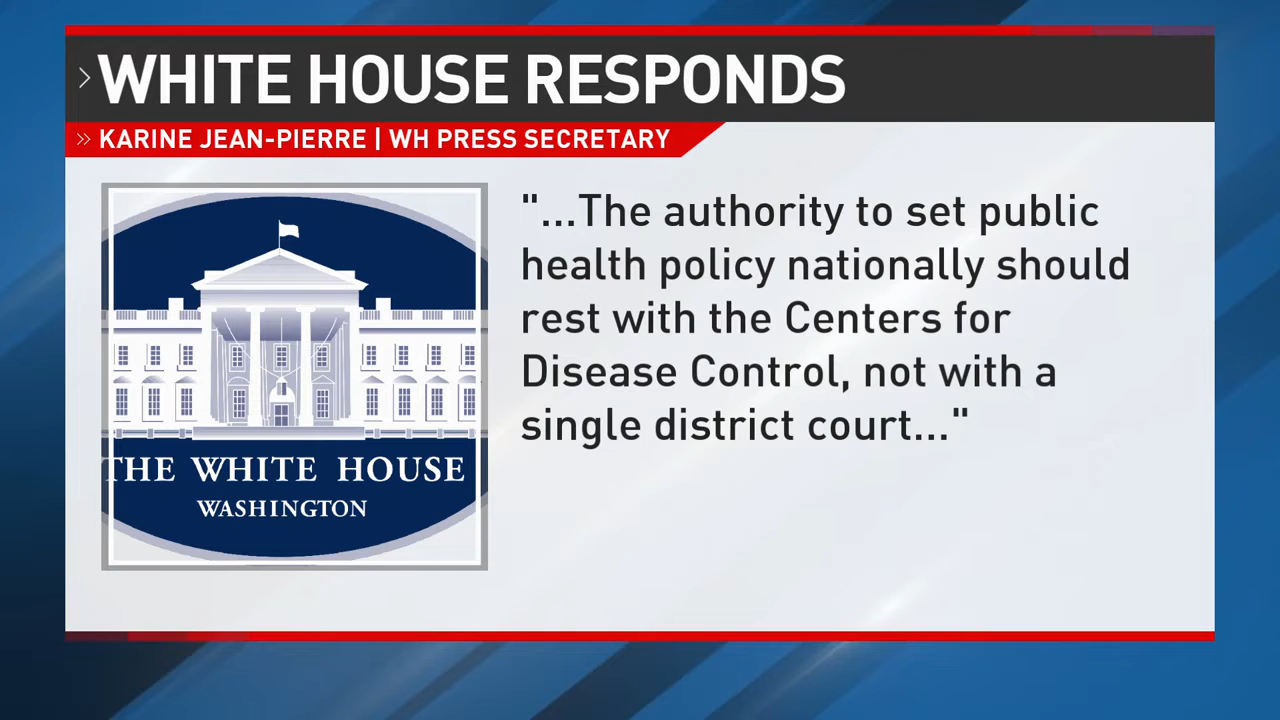 WHITE HOUSE RESPONDS
KARINE JEAN-PIERRE | WH PRESS SECRETARY
"...The authority to set public
health policy nationally should
rest with the Centers for
Disease Control, not with a
single district court..."
THE WHITE HOUSE
WASHINGTON